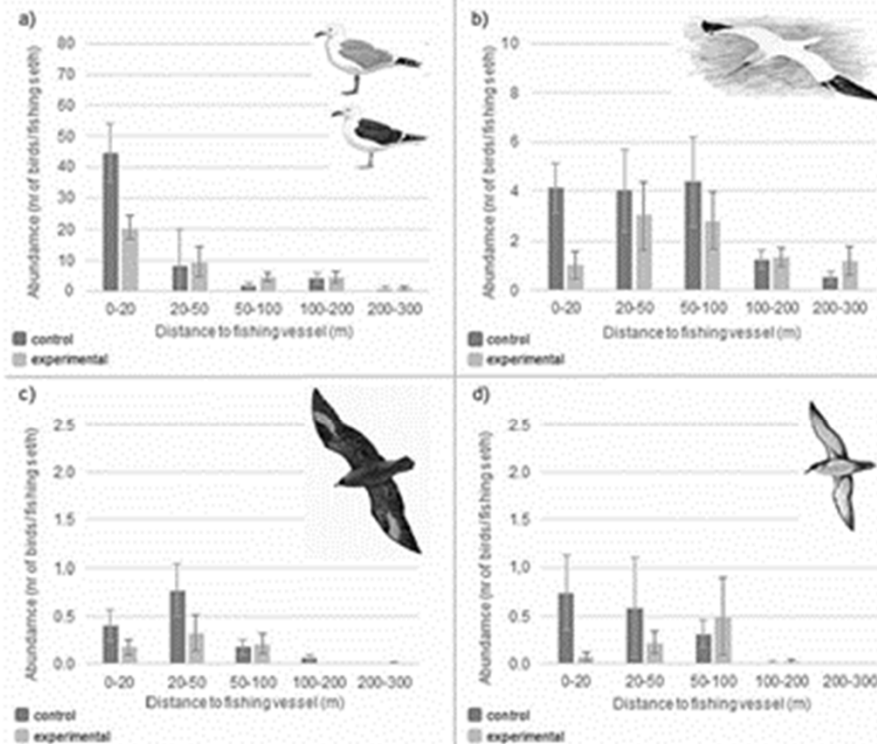 a)
Abundamce (nr of birds/fishing set/h)
80
70
60
50
40
30
20
10
0
0-20 20-50 50-100 100-200 200-300
Distance to fishing vessel (m)
control
experimental
b)
Abundamce (nr of birds/fishing set/h)
10
8
6
4
2
0
0-20 20-50 50-100 100-200 200-300
Distance to fishing vessel (m)
control
experimental
c)
Abundamce (nr of birds/fishing set/h)
2.5
2.0
1.5
1.0
0.5
0.0
0-20 20-50 50-100 100-200 200-300
Distance to fishing vessel (m)
control
experimental
d)
Abundamce (nr of birds/fishing set/h)
2.5
2.0
1.5
1,0
0.5
0.0
0-20 20-50 50-100 100-200 200-300
Distance to fishing vessel (m)
control
experimental